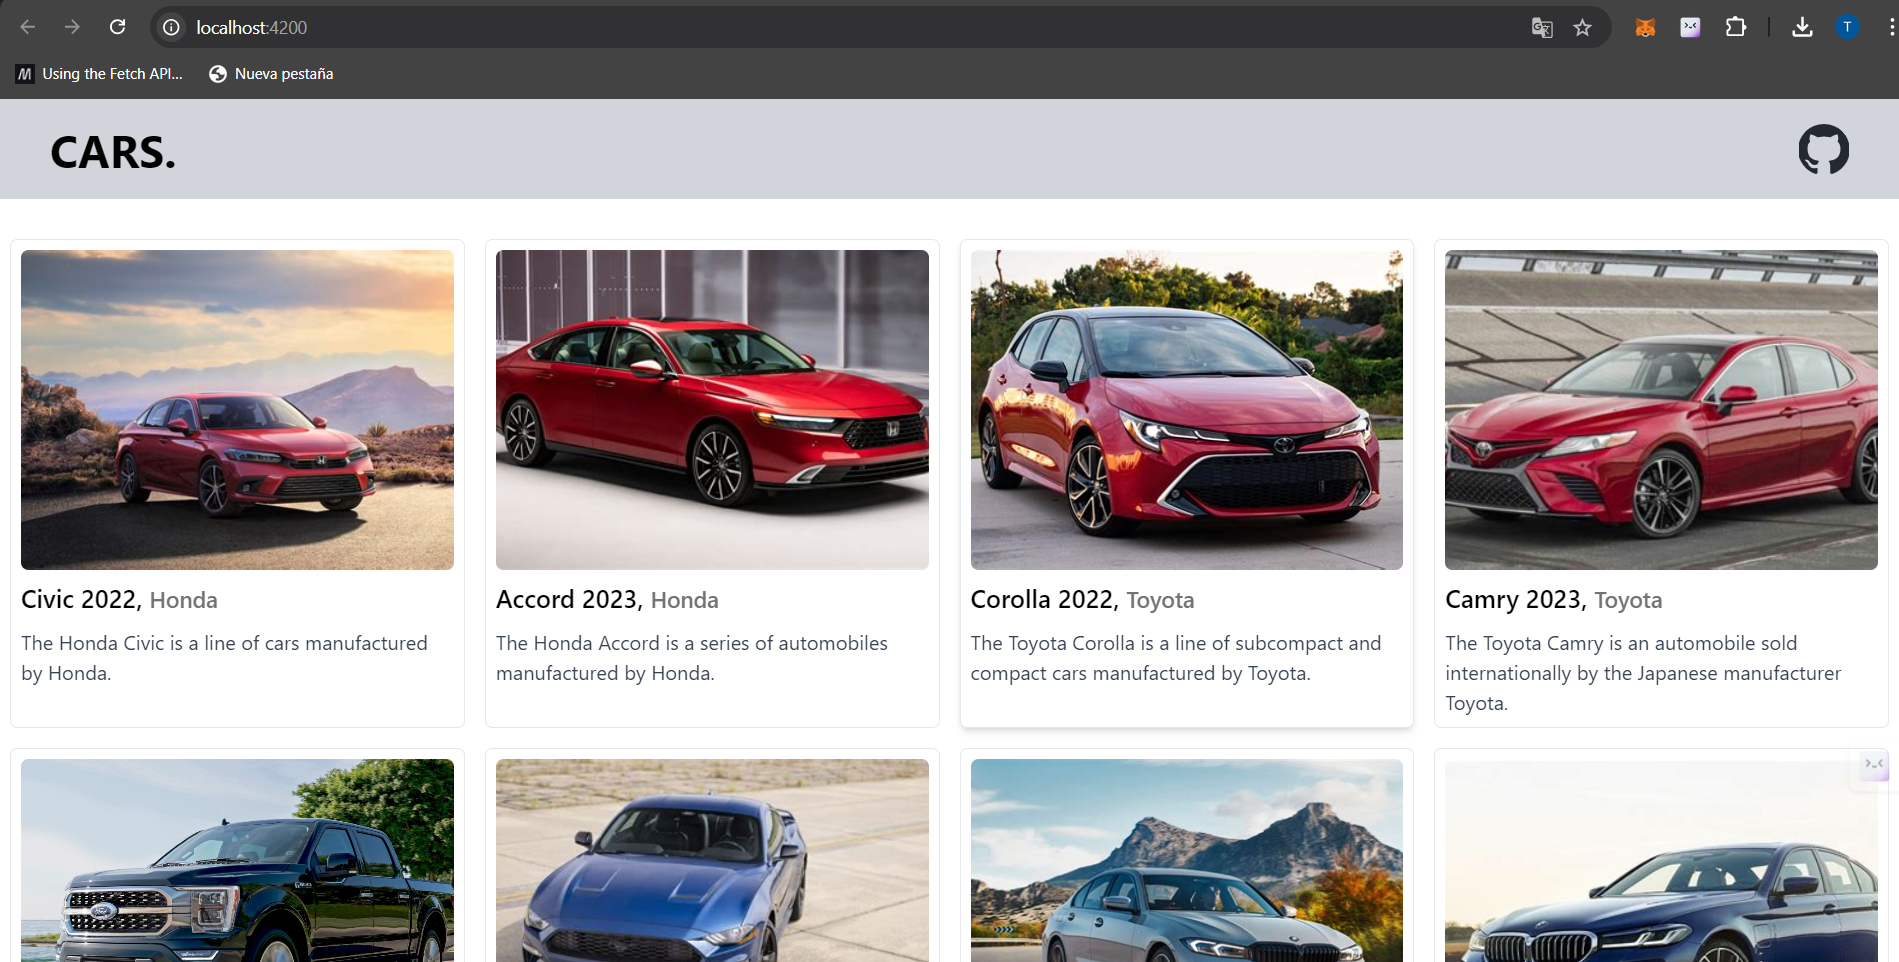 localhost:4200
T
Using the Fetch API...
Nueva pestaña
CARS.
Civic 2022, Honda
The Honda Civic is a line of cars manufactured
by Honda.
Accord 2023, Honda
The Honda Accord is a series of automobiles
manufactured by Honda.
Corolla 2022, Toyota
The Toyota Corolla is a line of subcompact and
compact cars manufactured by Toyota.
Camry 2023, Toyota
The Toyota Camry is an automobile sold
internationally by the Japanese manufacturer
Toyota.